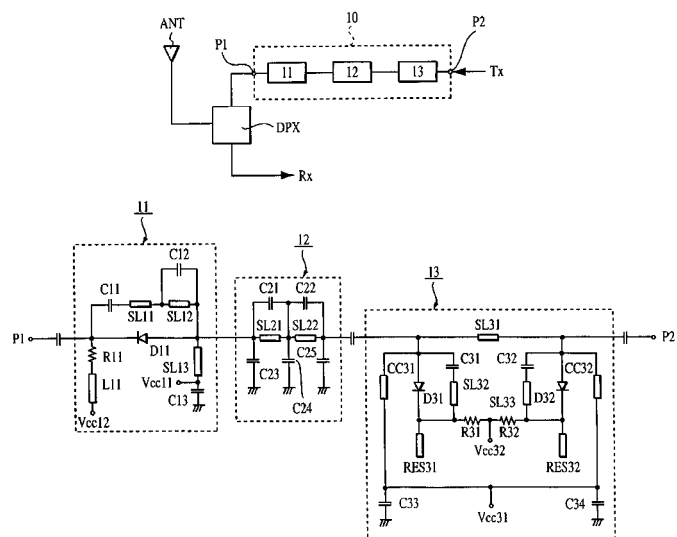 ANT
10
P1
P2
11
12
13
Tx
DPX
Rx
11
C12
C11
SL11
SL12
P1
R11
D11
SL13
L11
Vcc11
C13
Vcc12
12
C21
C22
SL21
SL22
C23
C25
C24
13
SL31
P2
CC31
C31
C32
CC32
D31
SL32
SL33
D32
R31
R32
Vcc32
RES31
RES32
C33
Vcc31
C34